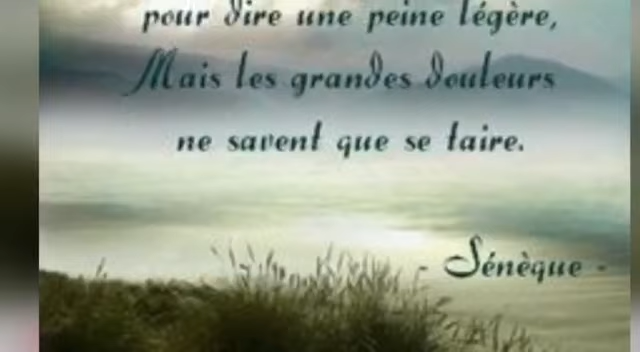 pour dire une peine légère,
Mais les grandes douleurs
ne savent que se taire.
- Sénèque -